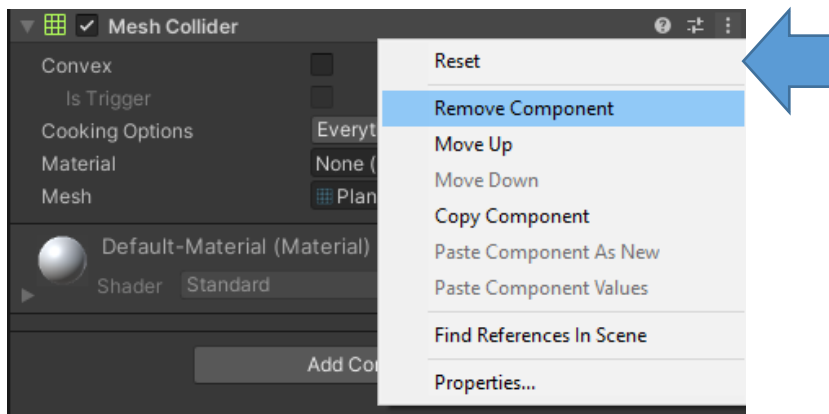 Mesh Collider
Convex
Is Trigger
Cooking Options
Everyt
Material
None (
Mesh
Plan
Default-Material (Material)
Shader Standard
Add Co
Reset
Remove Component
Move Up
Move Down
Copy Component
Paste Component As New
Paste Component Values
Find References In Scene
Properties...